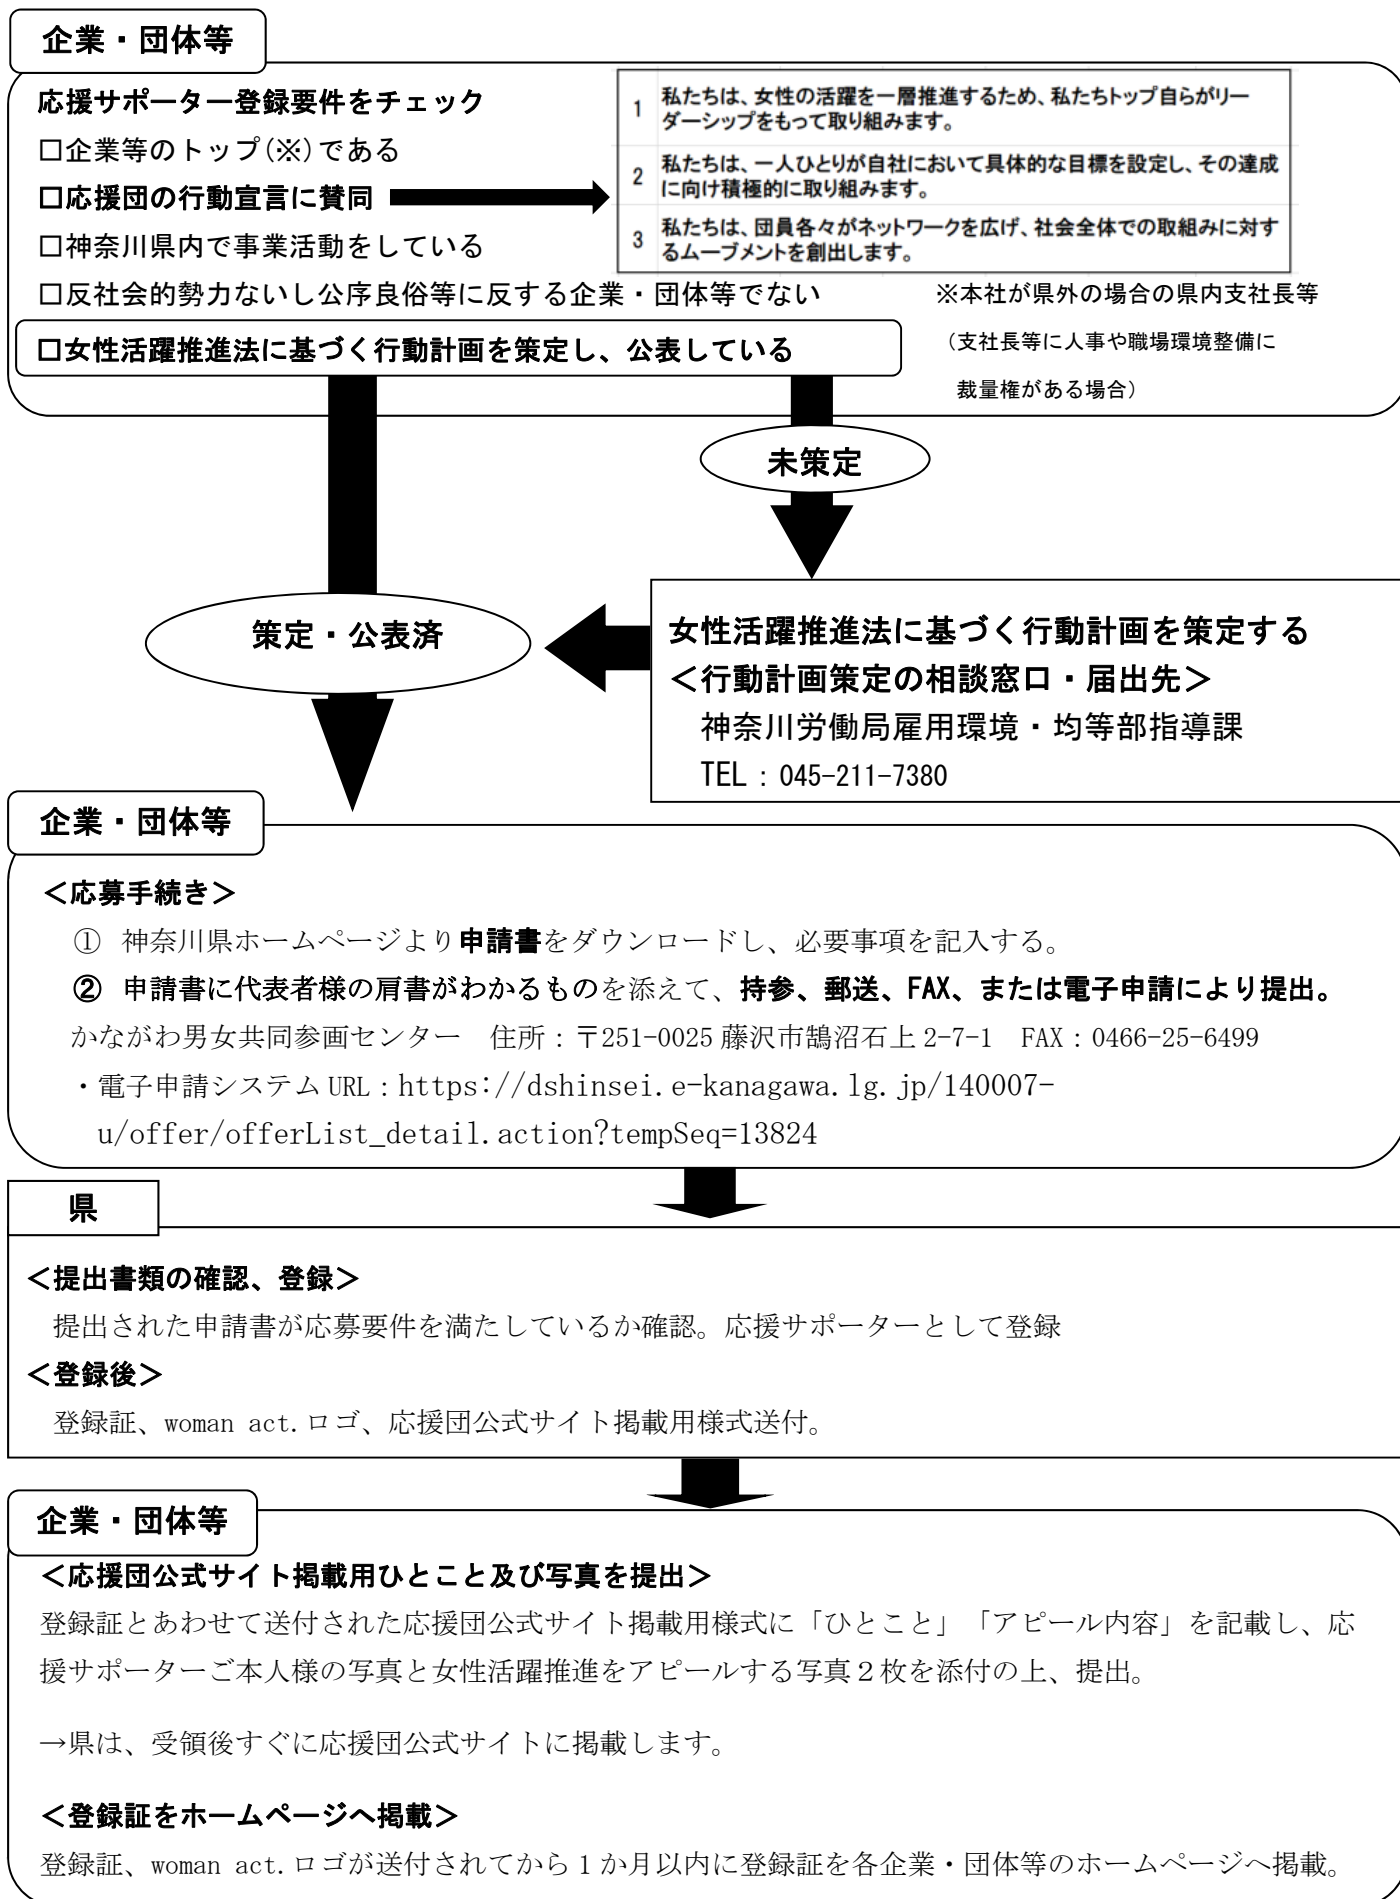 企業・団体等
応援サポーター登録要件をチェック
□企業等のトップ(※)である
□応援団の行動宣言に賛同
□神奈川県内で事業活動をしている
□反社会的勢力ないし公序良俗等に反する企業・団体等でない
□女性活躍推進法に基づく行動計画を策定し、公表している
1 私たちは、女性の活躍を一層推進するため、私たちトップ自らがリー
ダーシップをもって取り組みます。
2 私たちは、一人ひとりが自社において具体的な目標を設定し、その達成
に向け積極的に取り組みます。
3 私たちは、団員各々がネットワークを広げ、社会全体での取組みに対す
るムーブメントを創出します。
※本社が県外の場合の県内支社長等
（支社長等に人事や職場環境整備に
裁量権がある場合）
未策定
策定・公表済
女性活躍推進法に基づく行動計画を策定する
＜行動計画策定の相談窓口・届出先＞
神奈川労働局雇用環境・均等部指導課
TEL：045-211-7380
企業・団体等
＜応募手続き＞
① 神奈川県ホームページより申請書をダウンロードし、必要事項を記入する。
② 申請書に代表者様の肩書がわかるものを添えて、持参、郵送、FAX、または電子申請により提出。
かながわ男女共同参画センター　住所：〒251-0025 藤沢市鵠沼石上 2-7-1　FAX：0466-25-6499
・電子申請システム URL：https://dshinsei.e-kanagawa.lg.jp/140007-
u/offer/offerList_detail.action?tempSeq=13824
県
＜提出書類の確認、登録＞
提出された申請書が応募要件を満たしているか確認。応援サポーターとして登録
＜登録後＞
登録証、woman act.ロゴ、応援団公式サイト掲載用様式送付。
企業・団体等
＜応援団公式サイト掲載用ひとこと及び写真を提出＞
登録証とあわせて送付された応援団公式サイト掲載用様式に「ひとこと」「アピール内容」を記載し、応
援サポーターご本人様の写真と女性活躍推進をアピールする写真２枚を添付の上、提出。
→県は、受領後すぐに応援団公式サイトに掲載します。
＜登録証をホームページへ掲載＞
登録証、woman act.ロゴが送付されてから１か月以内に登録証を各企業・団体等のホームページへ掲載。